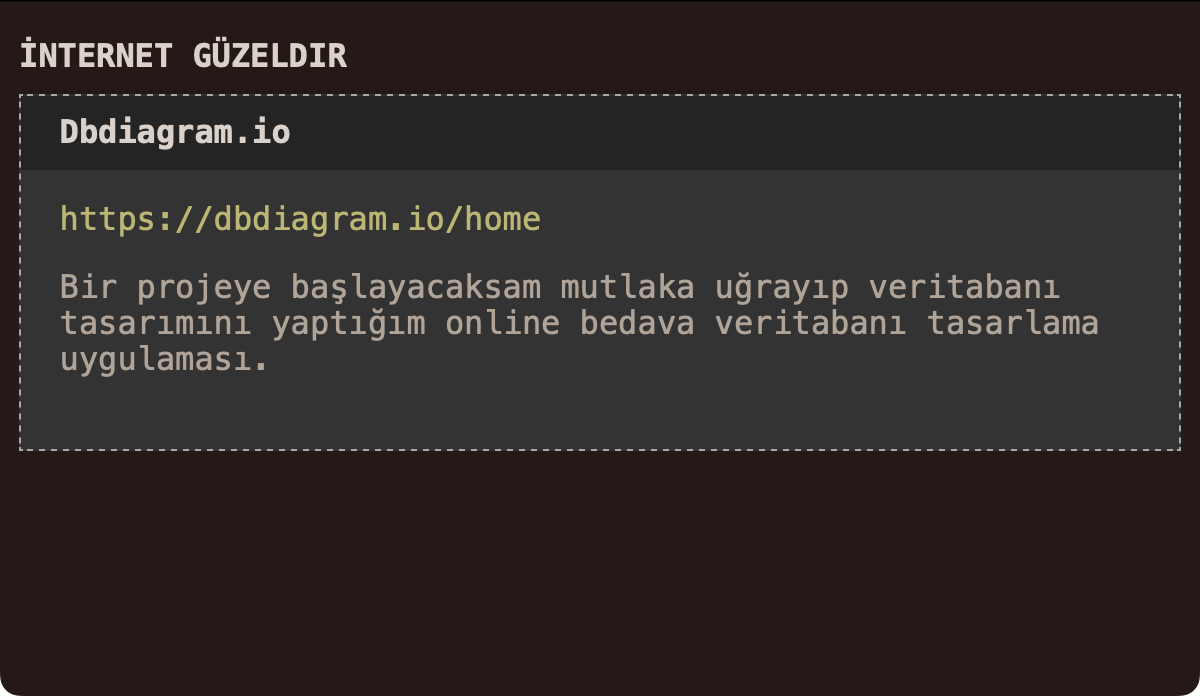 İNTERNET GÜZELDIR
Dbdiagram.io
https://dbdiagram.io/home
Bir projeye başlayacaksam mutlaka uğrayıp veritabanı
tasarımını yaptığım online bedava veritabanı tasarlama
uygulaması.